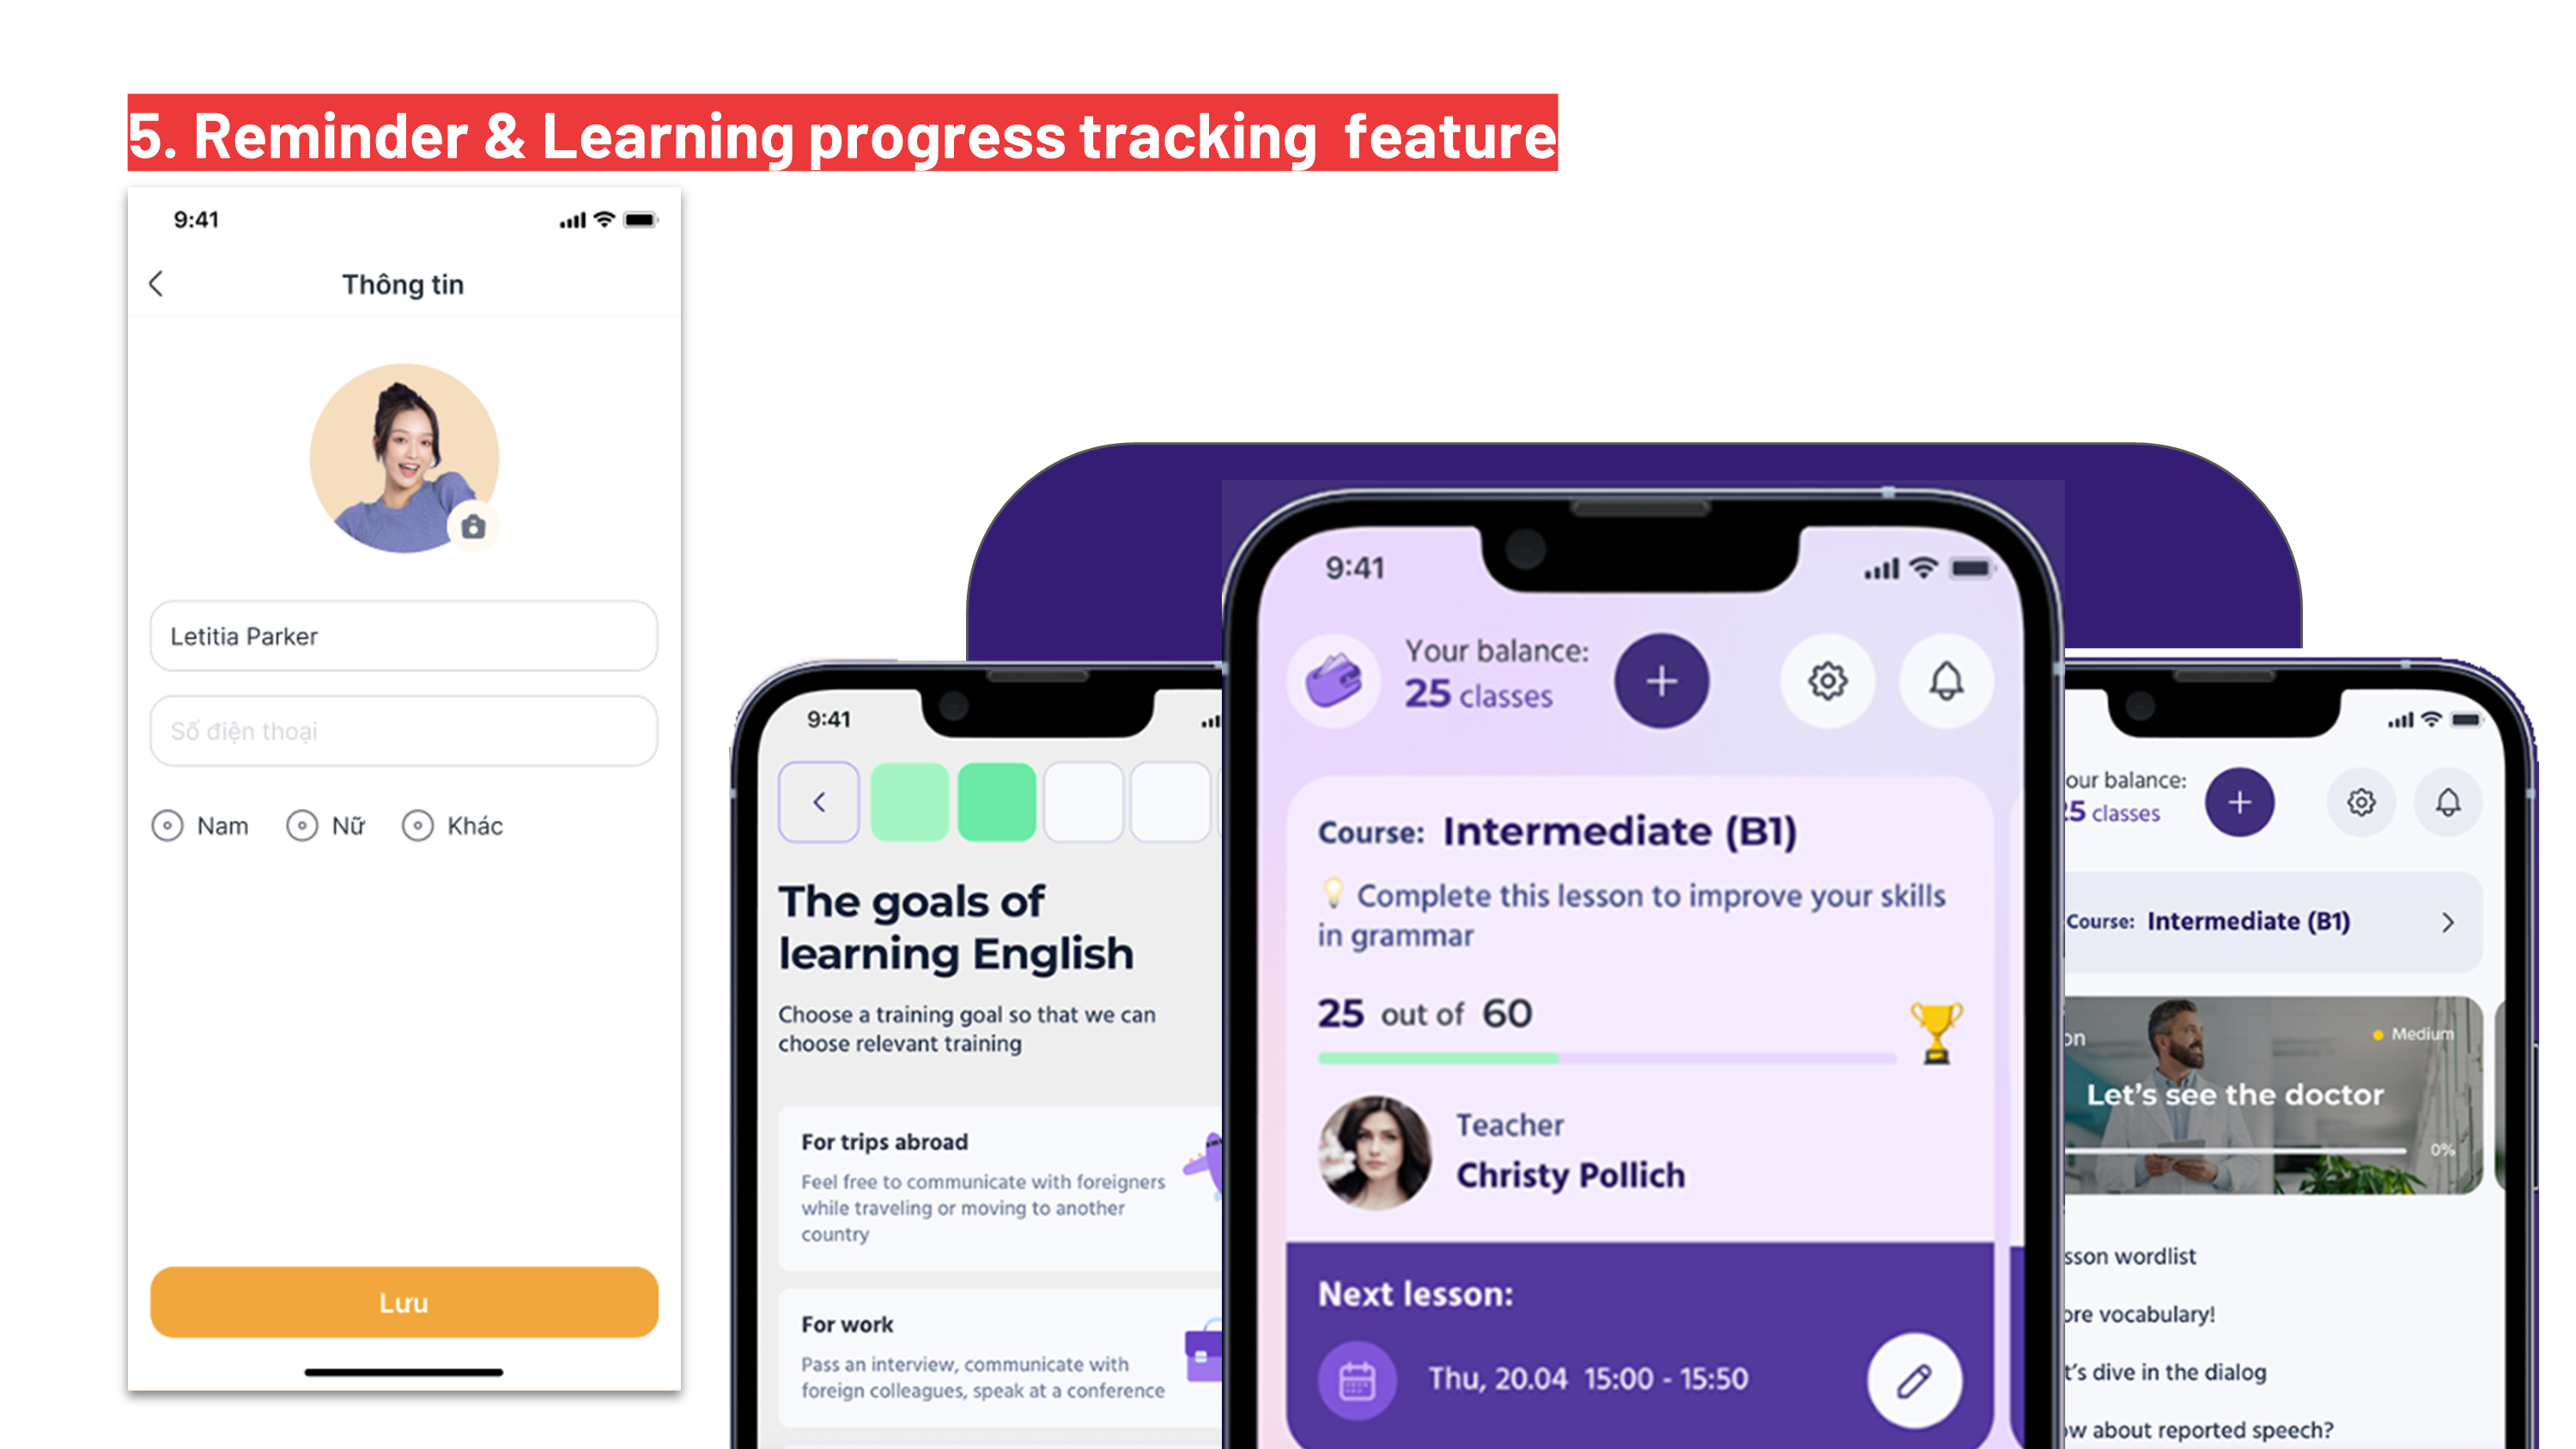 5. Reminder & Learning progress tracking feature
9:41
Thông tin
Letitia Parker
Số điện thoại
Nam Nữ Khác
Lưu
9:41
The goals of
learning English
Choose a training goal so that we can
choose relevant training
For trips abroad
Feel free to communicate with foreigners
while traveling or moving to another
country
For work
Pass an interview, communicate with
foreign colleagues, speak at a conference
9:41
Your balance:
25 classes
Course: Intermediate (B1)
Complete this lesson to improve your skills
in grammar
25 out of 60
Teacher
Christy Pollich
Next lesson:
Thu, 20.04 15:00 - 15:50
our balance:
25 classes
Course: Intermediate (B1)
on
Medium
Let's see the doctor
0%
sson wordlist
ore vocabulary!
t's dive in the dialog
ow about reported speech?